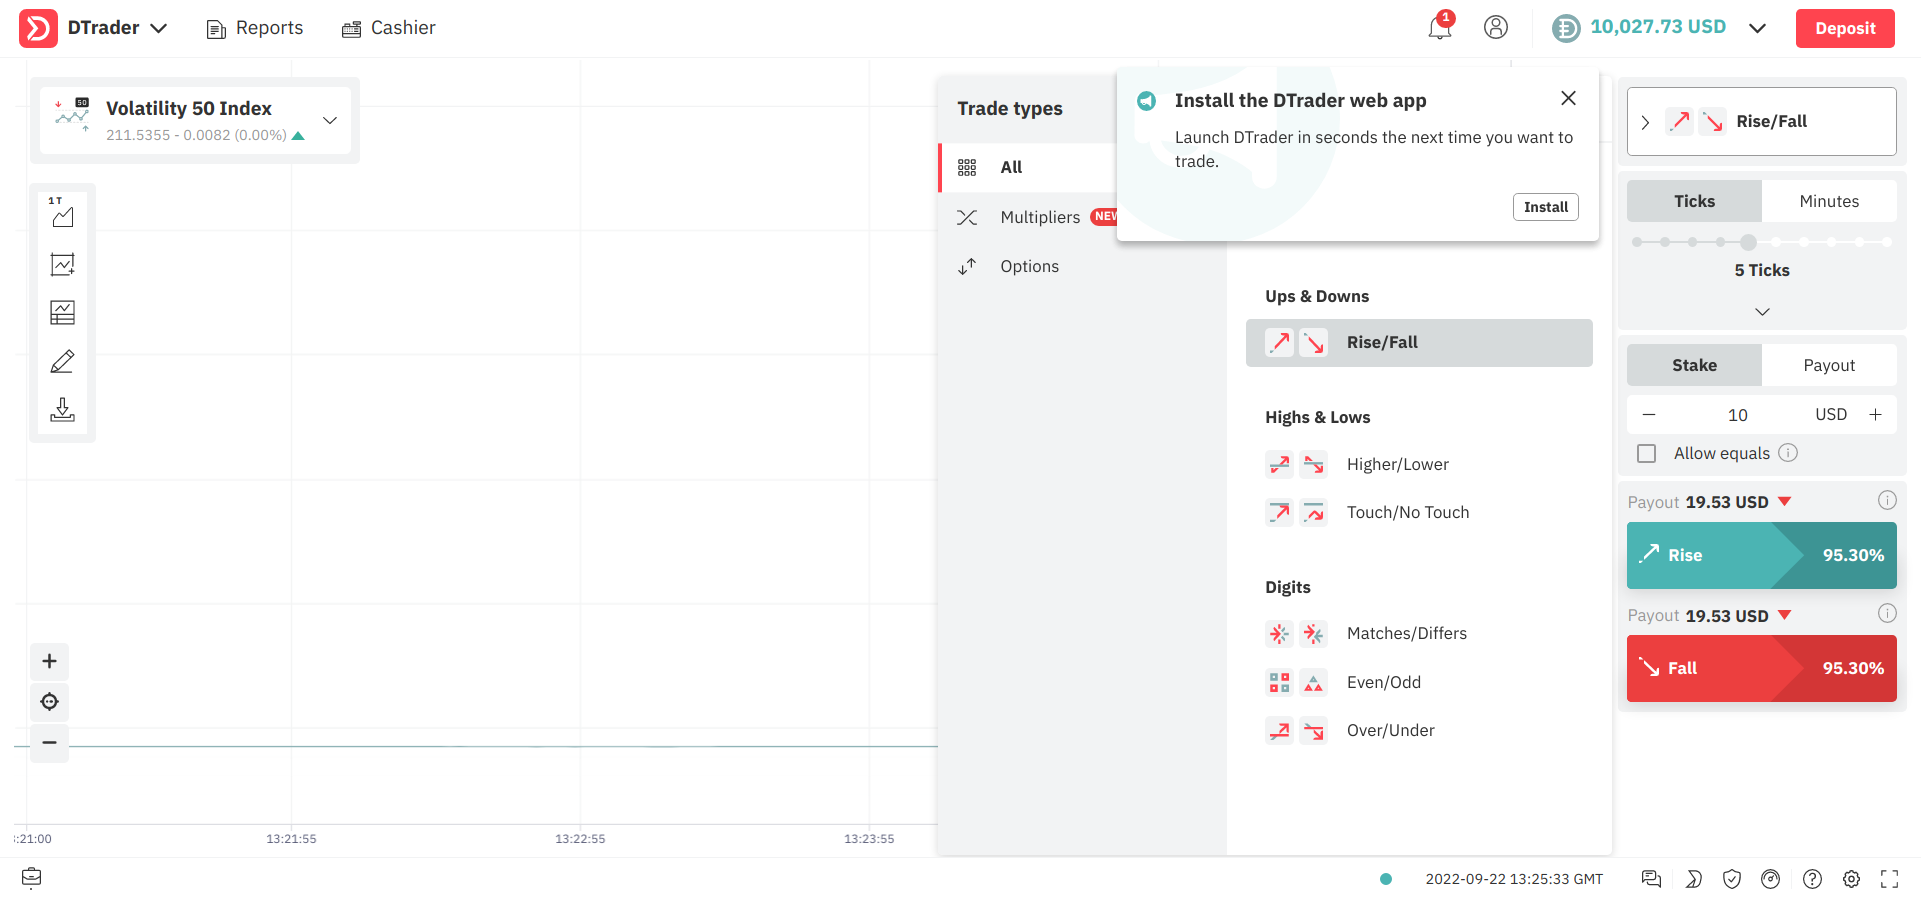 DTrader
Reports
Cashier
1
10,027.73 USD
Deposit
50
Volatility 50 Index
211.5355 - 0.0082 (0.00%)
1 T
13:21:55
13:22:55
13:23:55
Trade types
All
Multipliers
Options
Install the DTrader web app
Launch DTrader in seconds the next time you want to
trade.
Install
Ups & Downs
Rise/Fall
Highs & Lows
Higher/Lower
Touch/No Touch
Digits
Matches/Differs
Even/Odd
Over/Under
Rise/Fall
Ticks
Minutes
5 Ticks
Stake
Payout
10
USD
Allow equals
Payout 19.53 USD
Rise
95.30%
Payout 19.53 USD
Fall
95.30%
2022-09-22 13:25:33 GMT